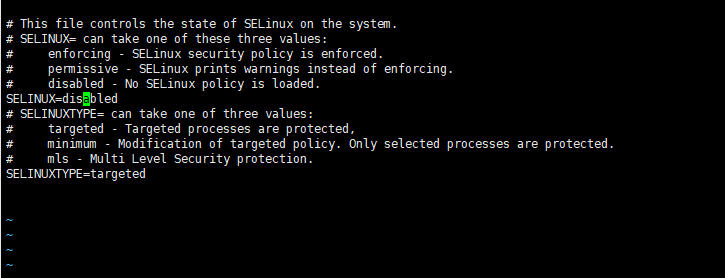 # This file controls the state of SELinux on the system.
# SELINUX= can take one of these three values:
#     enforcing - SELinux security policy is enforced.
#     permissive - SELinux prints warnings instead of enforcing.
#     disabled - No SELinux policy is loaded.
SELINUX=disabled
# SELINUXTYPE= can take one of three values:
#     targeted - Targeted processes are protected,
#     minimum - Modification of targeted policy. Only selected processes are protected.
#     mls - Multi Level Security protection.
SELINUXTYPE=targeted
~
~
~
~